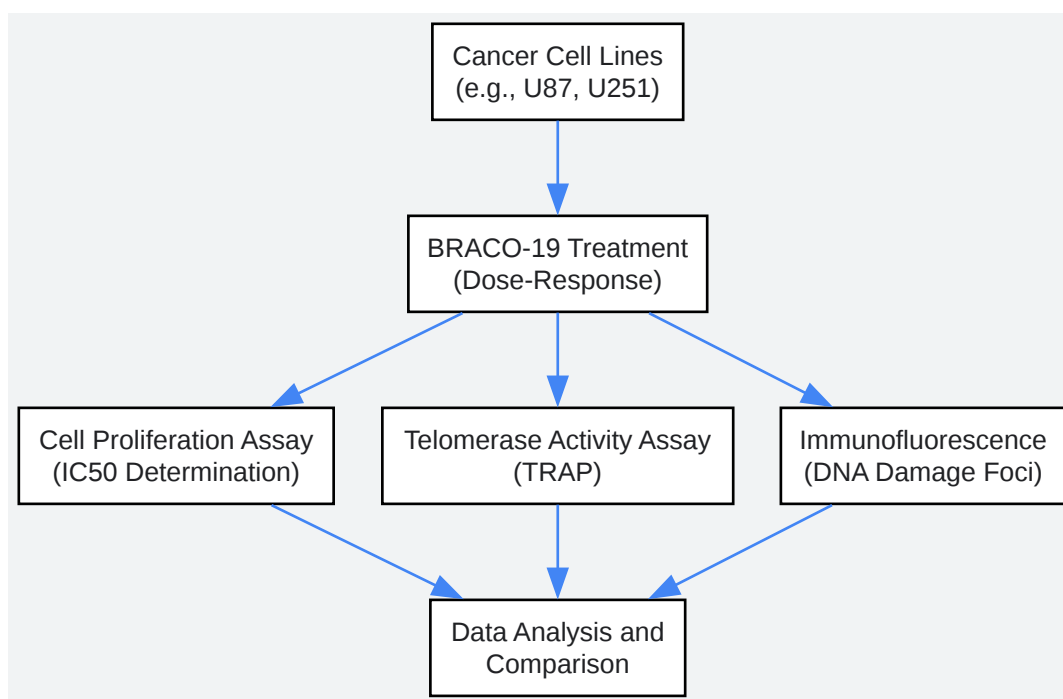 Cancer Cell Lines
(e.g., U87, U251)
BRACO-19 Treatment
(Dose-Response)
Cell Proliferation Assay
(IC50 Determination)
Telomerase Activity Assay
(TRAP)
Immunofluorescence
(DNA Damage Foci)
Data Analysis and
Comparison